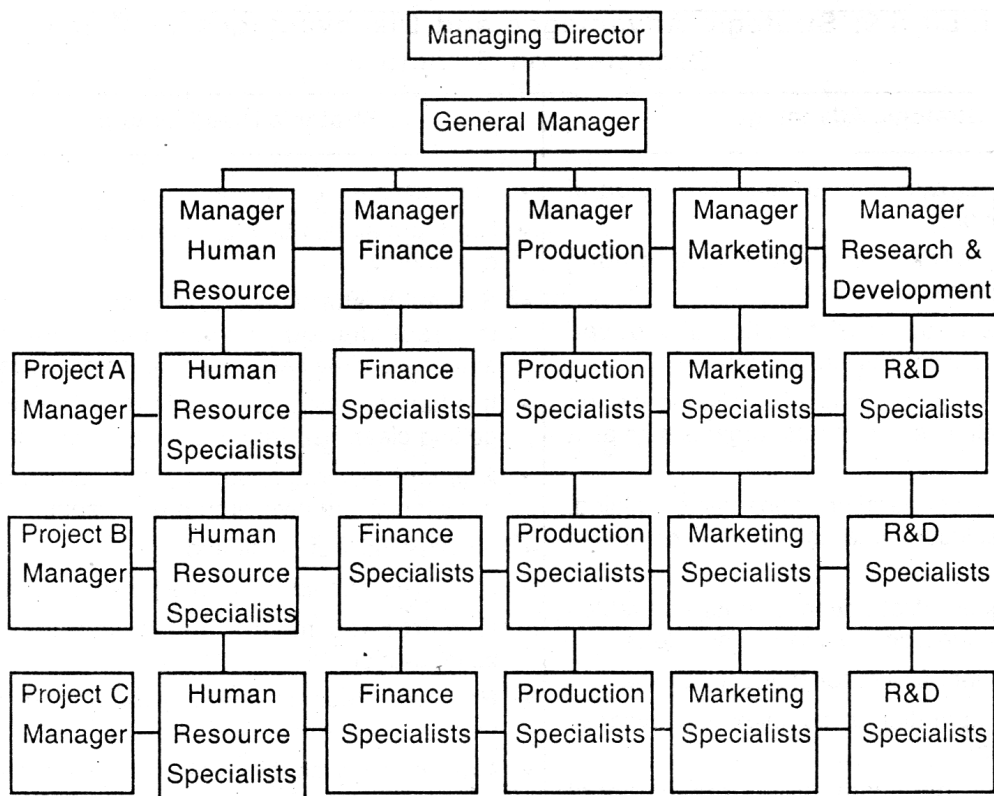 Managing Director
General Manager
Manager
Human
Resource
Manager
Finance
Manager
Production
Manager
Marketing
Manager
Research &
Development
Project A
Manager
Human
Resource
Specialists
Finance
Specialists
Production
Specialists
Marketing
Specialists
R&D
Specialists
Project B
Manager
Human
Resource
Specialists
Finance
Specialists
Production
Specialists
Marketing
Specialists
R&D
Specialists
Project C
Manager
Human
Resource
Specialists
Finance
Specialists
Production
Specialists
Marketing
Specialists
R&D
Specialists